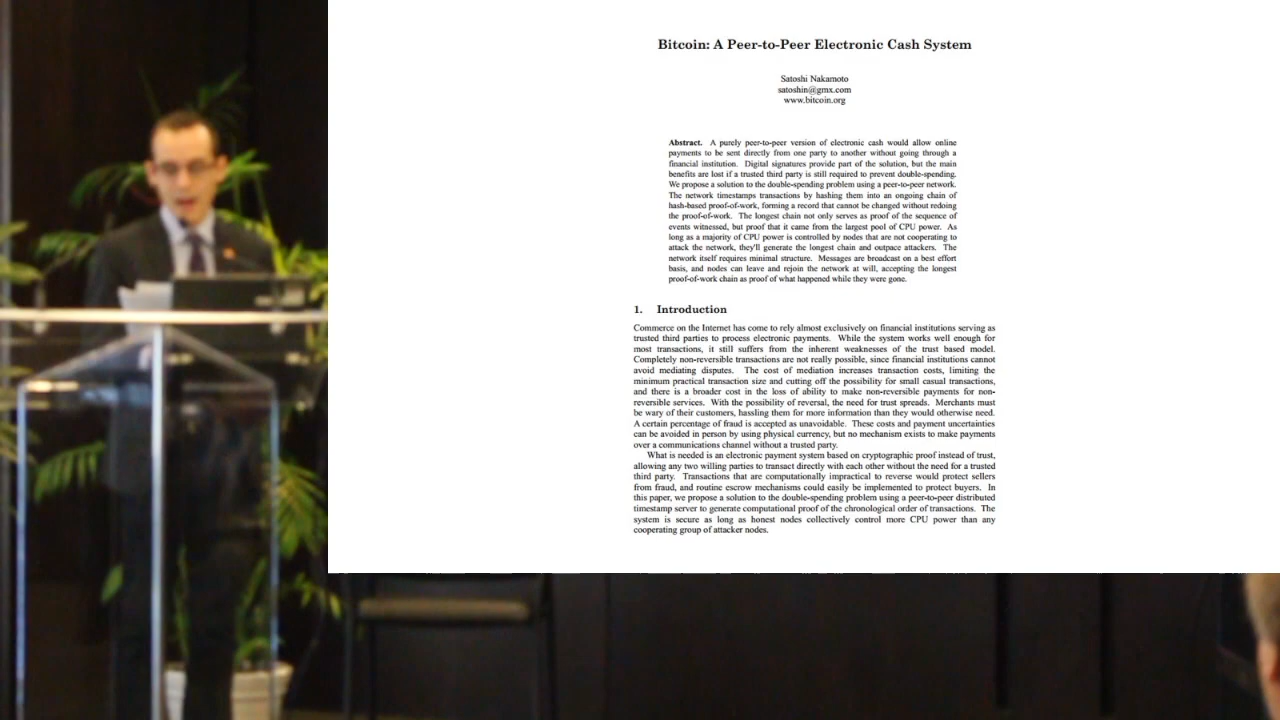 Bitcoin: A Peer-to-Peer Electronic Cash System
Satoshi Nakamoto
satoshin@gmx.com
www.bitcoin.org
Abstract. A purely peer-to-peer version of electronic cash would allow online
payments to be sent directly from one party to another without going through a
financial institution. Digital signatures provide part of the solution, but the main
benefits are lost if a trusted third party is still required to prevent double-spending.
We propose a solution to the double-spending problem using a peer-to-peer network.
The network timestamps transactions by hashing them into an ongoing chain of
hash-based proof-of-work, forming a record that cannot be changed without redoing
the proof-of-work. The longest chain not only serves as proof of the sequence of
events witnessed, but proof that it came from the largest pool of CPU power. As
long as a majority of CPU power is controlled by nodes that are not cooperating to
attack the network, they'll generate the longest chain and outpace attackers. The
network itself requires minimal structure. Messages are broadcast on a best effort
basis, and nodes can leave and rejoin the network at will, accepting the longest
proof-of-work chain as proof of what happened while they were gone.
1. Introduction
Commerce on the Internet has come to rely almost exclusively on financial institutions serving as
trusted third parties to process electronic payments. While the system works well enough for
most transactions, it still suffers from the inherent weaknesses of the trust based model.
Completely non-reversible transactions are not really possible, since financial institutions cannot
avoid mediating disputes. The cost of mediation increases transaction costs, limiting the
minimum practical transaction size and cutting off the possibility for small casual transactions,
and there is a broader cost in the loss of ability to make non-reversible payments for non-
reversible services. With the possibility of reversal, the need for trust spreads. Merchants must
be wary of their customers, hassling them for more information than they would otherwise need.
A certain percentage of fraud is accepted as unavoidable. These costs and payment uncertainties
can be avoided in person by using physical currency, but no mechanism exists to make payments
over a communications channel without a trusted party.
What is needed is an electronic payment system based on cryptographic proof instead of trust,
allowing any two willing parties to transact directly with each other without the need for a trusted
third party. Transactions that are computationally impractical to reverse would protect sellers
from fraud, and routine escrow mechanisms could easily be implemented to protect buyers. In
this paper, we propose a solution to the double-spending problem using a peer-to-peer distributed
timestamp server to generate computational proof of the chronological order of transactions. The
system is secure as long as honest nodes collectively control more CPU power than any
cooperating group of attacker nodes.